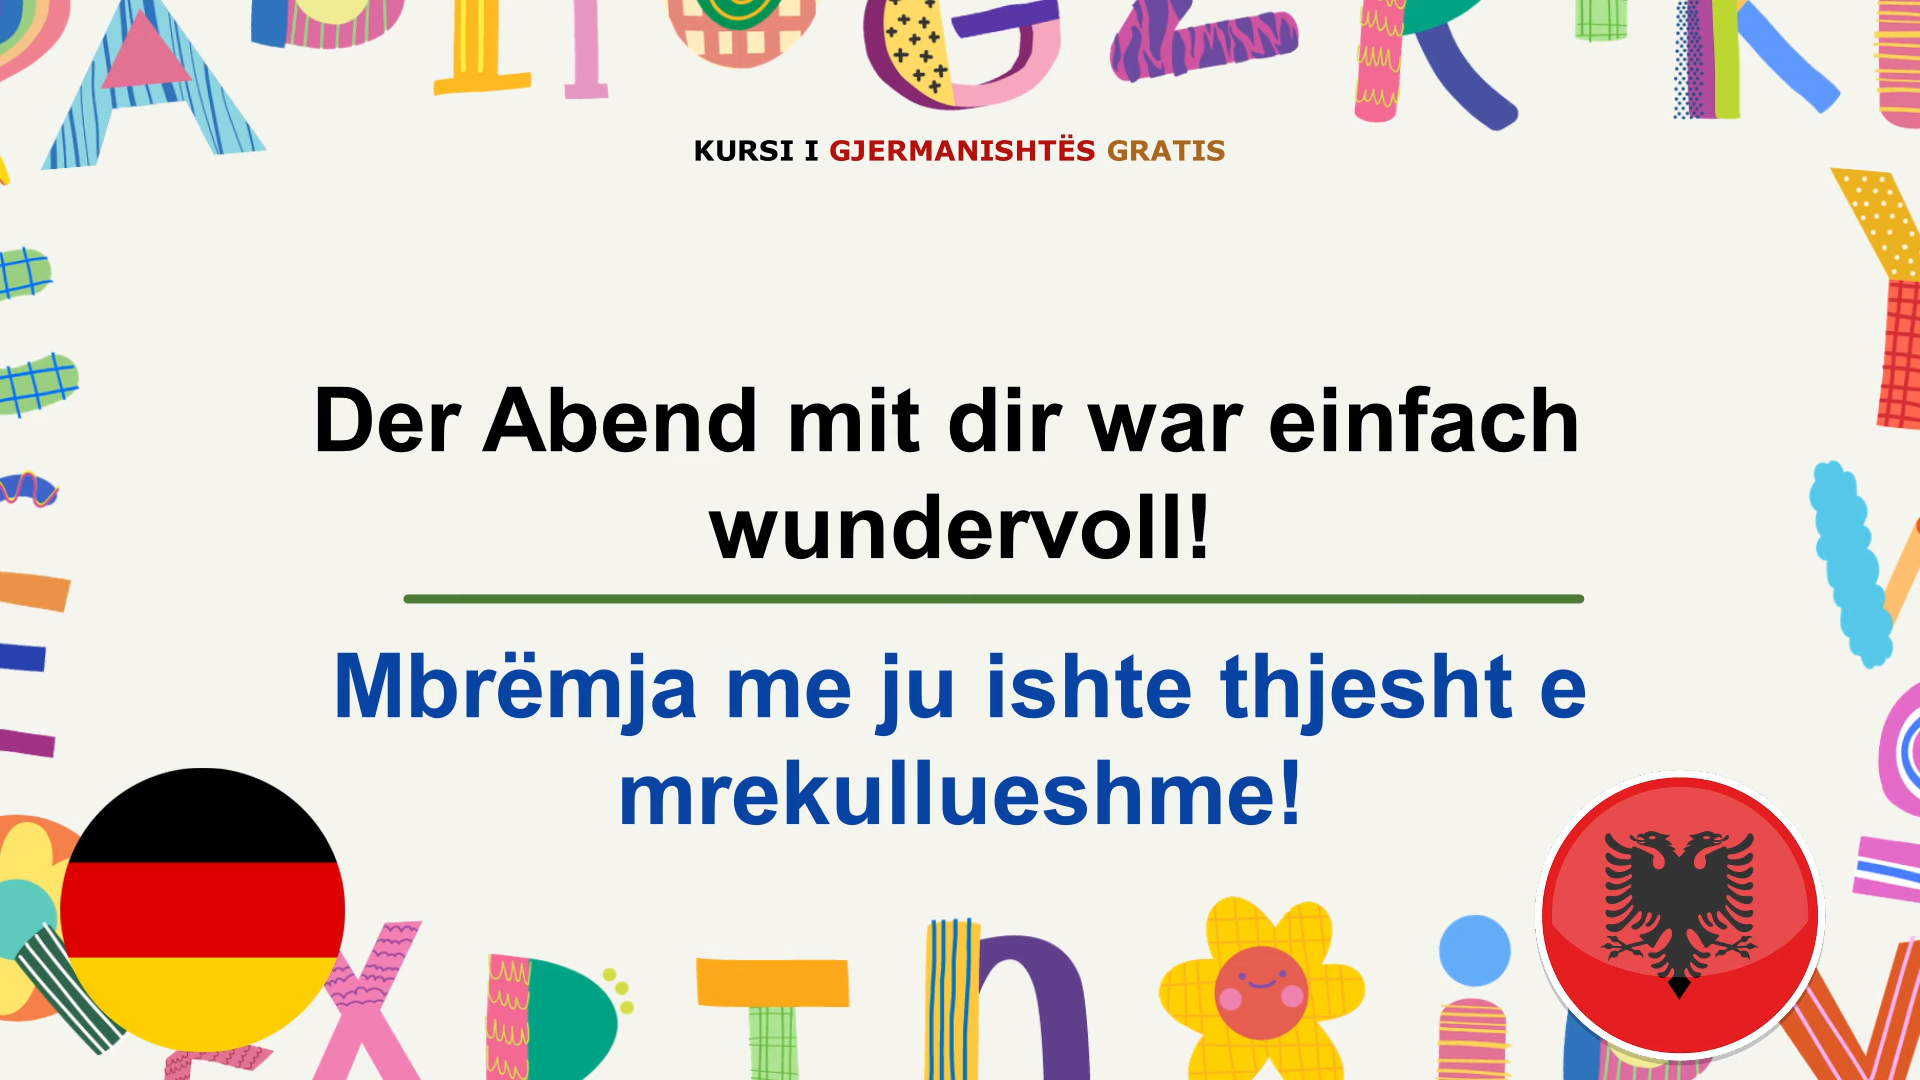 KURSI I GJERMANISHTËS GRATIS
Der Abend mit dir war einfach
wundervoll!
Mbrëmja me ju ishte thjesht e
mrekullueshme!